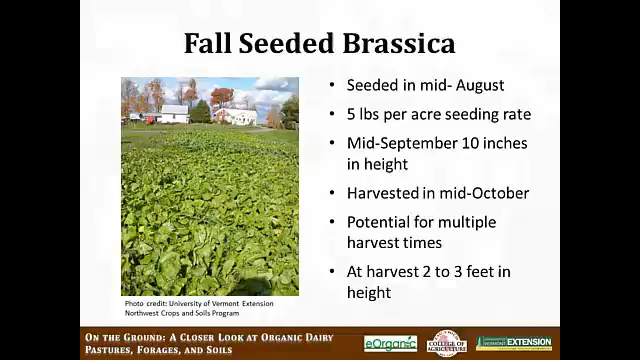 Fall Seeded Brassica
• Seeded in mid- August
• 5 lbs per acre seeding rate
• Mid-September 10 inches
in height
• Harvested in mid-October
• Potential for multiple
harvest times
• At harvest 2 to 3 feet in
height
Photo credit: University of Vermont Extension
Northwest Crops and Soils Program
On the Ground: A Closer Look at Organic Dairy
Pastures, Forages, and Soils
eOrganic
COLLEGE OF
AGRICULTURE
EXTENSION